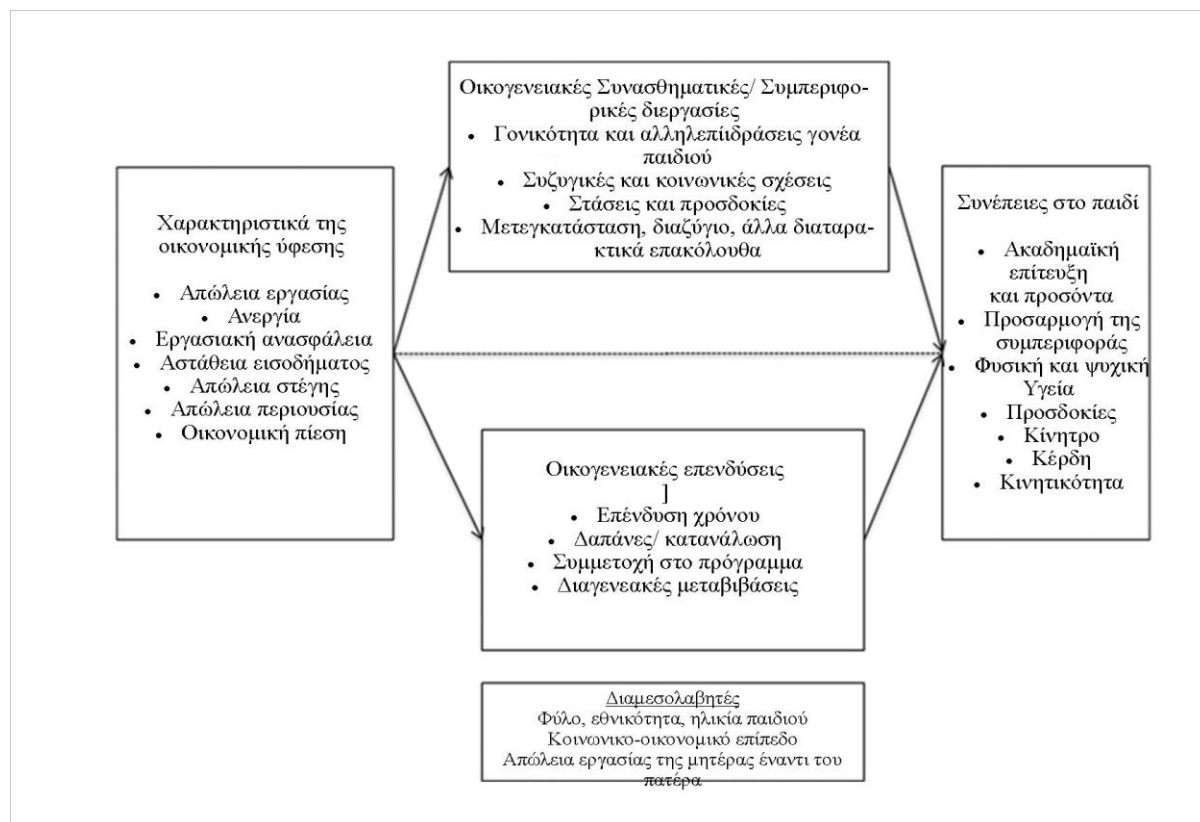 Οικογενειακές Συνασθηματικές/ Συμπεριφο-
ρικές διεργασίες
• Γονικότητα και αλληλεπίιδράσεις γονέα
παιδιού
• Συζυγικές και κοινωνικές σχέσεις
• Στάσεις και προσδοκίες
• Μετεγκατάσταση, διαζύγιο, άλλα διαταρα-
κτικά επακόλουθα
Χαρακτηριστικά της
οικονομικής ύφεσης
• Απώλεια εργασίας
• Ανεργία
• Εργασιακή ανασφάλεια
• Αστάθεια εισοδήματος
• Απώλεια στέγης
• Απώλεια περιουσίας
• Οικονομική πίεση
Οικογενειακές επενδύσεις
]
• Επένδυση χρόνου
• Δαπάνες/ κατανάλωση
• Συμμετοχή στο πρόγραμμα
• Διαγενεακές μεταβιβάσεις
Συνέπειες στο παιδί
• Ακαδημαϊκή
επίτευξη
και προσόντα
• Προσαρμογή της
συμπεριφοράς
• Φυσική και ψυχική
Υγεία
• Προσδοκίες
• Κίνητρο
• Κέρδη
• Κινητικότητα
Διαμεσολαβητές
Φύλο, εθνικότητα, ηλικία παιδιού
Κοινωνικο-οικονομικό επίπεδο
Απώλεια εργασίας της μητέρας έναντι του
πατέρα